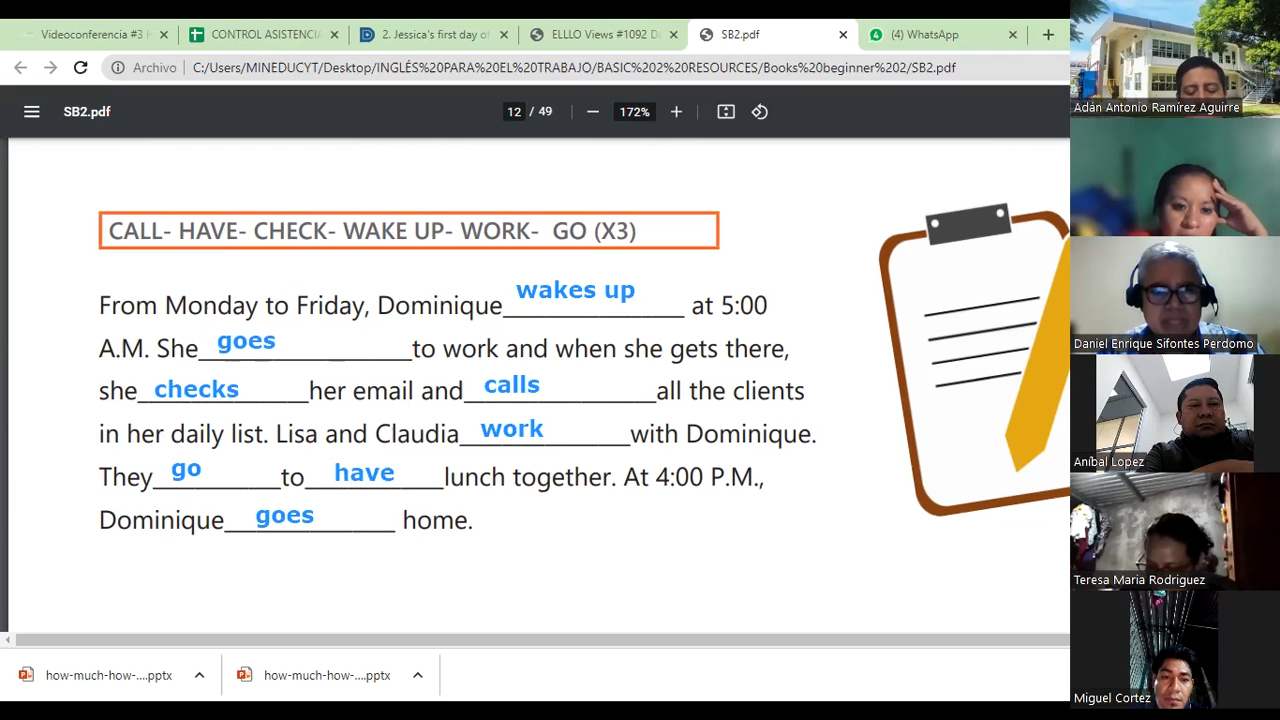 Videoconferencia #3
CONTROL ASISTENCIA
2. Jessica's first day of
ELLLO Views #1092 Da
SB2.pdf
(4) WhatsApp
Archivo
C:/Users/MINEDUCYT/Desktop/INGLÉS%20PARA%20EL%20TRABAJO/BASIC%202%20RESOURCES/Books%20beginner%202/SB2.pdf
SB2.pdf
12 / 49
172%
CALL- HAVE- CHECK- WAKE UP- WORK- GO (X3)
From Monday to Friday, Dominique wakes up at 5:00
A.M. She goes to work and when she gets there,
she checks her email and calls all the clients
in her daily list. Lisa and Claudia work with Dominique.
They go to have lunch together. At 4:00 P.M.,
Dominique goes home.
how-much-how-....pptx
how-much-how-....pptx
Adán Antonio Ramírez Aguirre
Daniel Enrique Sifontes Perdomo
Aníbal Lopez
Teresa Maria Rodriguez
Miguel Cortez